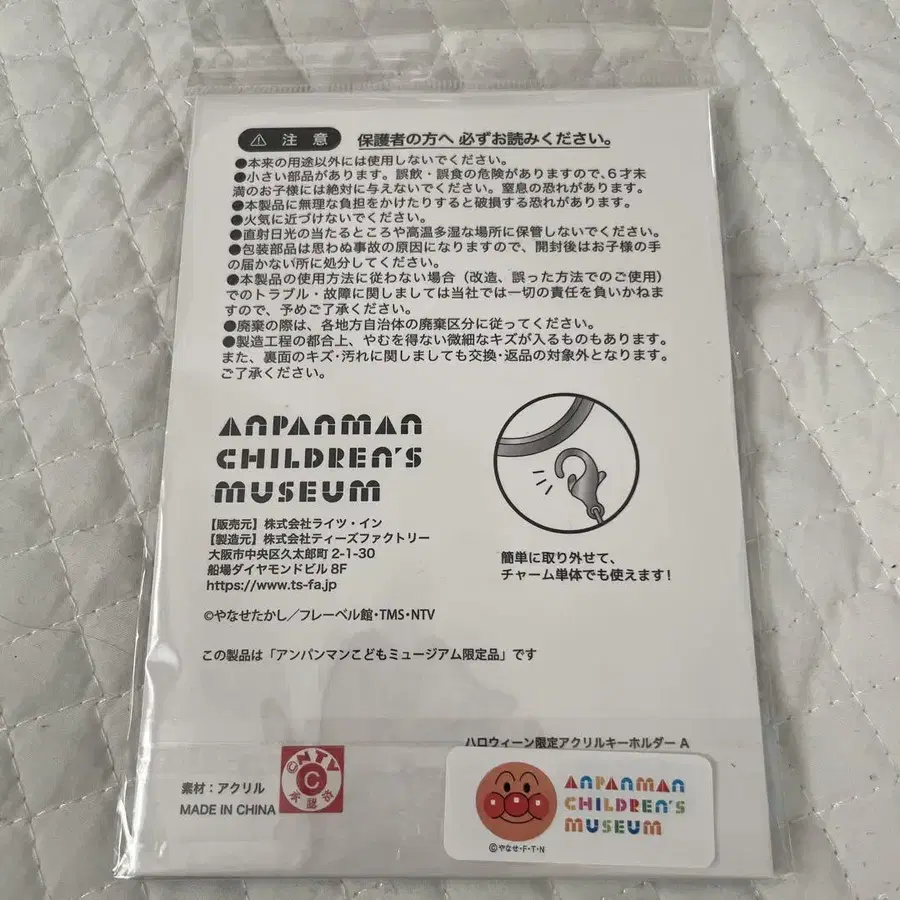 ⚠ 注 意 保護者の方へ 必ずお読みください。
●本来の用途以外には使用しないでください。
●小さい部品があります。誤飲・誤食の危険がありますので、6才未
満のお子様には絶対に与えないでください。窒息の恐れがあります。
●本製品に無理な負担をかけたりすると破損する恐れがあります。
●火気に近づけないでください。
●直射日光の当たるところや高温多湿な場所に保管しないでください。
●包装部品は思わぬ事故の原因になりますので、開封後はお子様の手
の届かない所に処分してください。
●本製品の使用方法に従わない場合（改造、誤った方法でのご使用）
でのトラブル・故障に関しましては当社では一切の責任を負いかねま
すので、予めご了承ください。
●廃棄の際は、各地方自治体の廃棄区分に従ってください。
●製造工程の都合上、やむを得ない微細なキズが入るものもあります。
また、裏面のキズ・汚れに関しましても交換・返品の対象外となります。
ご了承ください。
ANPANMAN
CHILDREN'S
MUSEUM
【販売元】株式会社ライツ・イン
【製造元】株式会社ティーズファクトリー
大阪市中央区久太郎町 2-1-30
船場ダイヤモンドビル 8F
https://www.ts-fa.jp
簡単に取り外せて、
チャーム単体でも使えます!
©やなせたかし／フレーベル館・TMS・NTV
この製品は「アンパンマンこどもミュージアム限定品」です
ハロウィーン限定アクリルキーホルダー A
素材：アクリル
MADE IN CHINA
©NTV
C
承認済
ANPANMAN
CHILDREN'S
MUSEUM
©やなせ・F・T・N